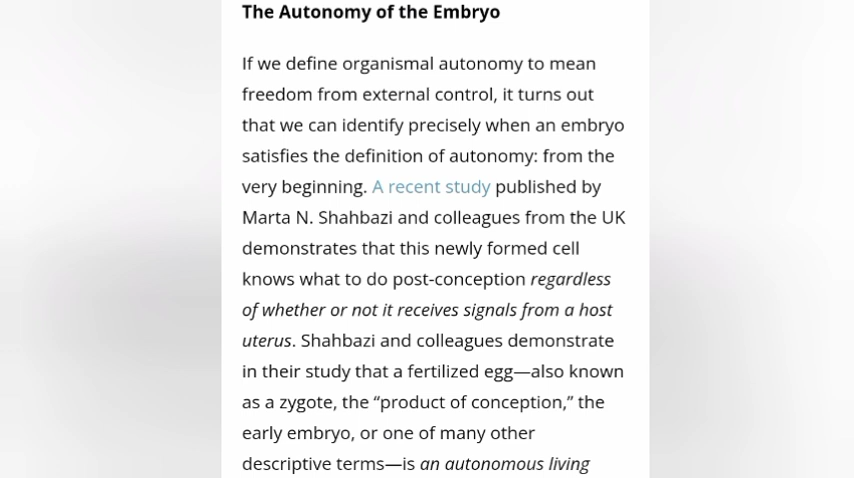 The Autonomy of the Embryo
If we define organismal autonomy to mean
freedom from external control, it turns out
that we can identify precisely when an embryo
satisfies the definition of autonomy: from the
very beginning. A recent study published by
Marta N. Shahbazi and colleagues from the UK
demonstrates that this newly formed cell
knows what to do post-conception regardless
of whether or not it receives signals from a host
uterus. Shahbazi and colleagues demonstrate
in their study that a fertilized egg—also known
as a zygote, the “product of conception,” the
early embryo, or one of many other
descriptive terms—is an autonomous living